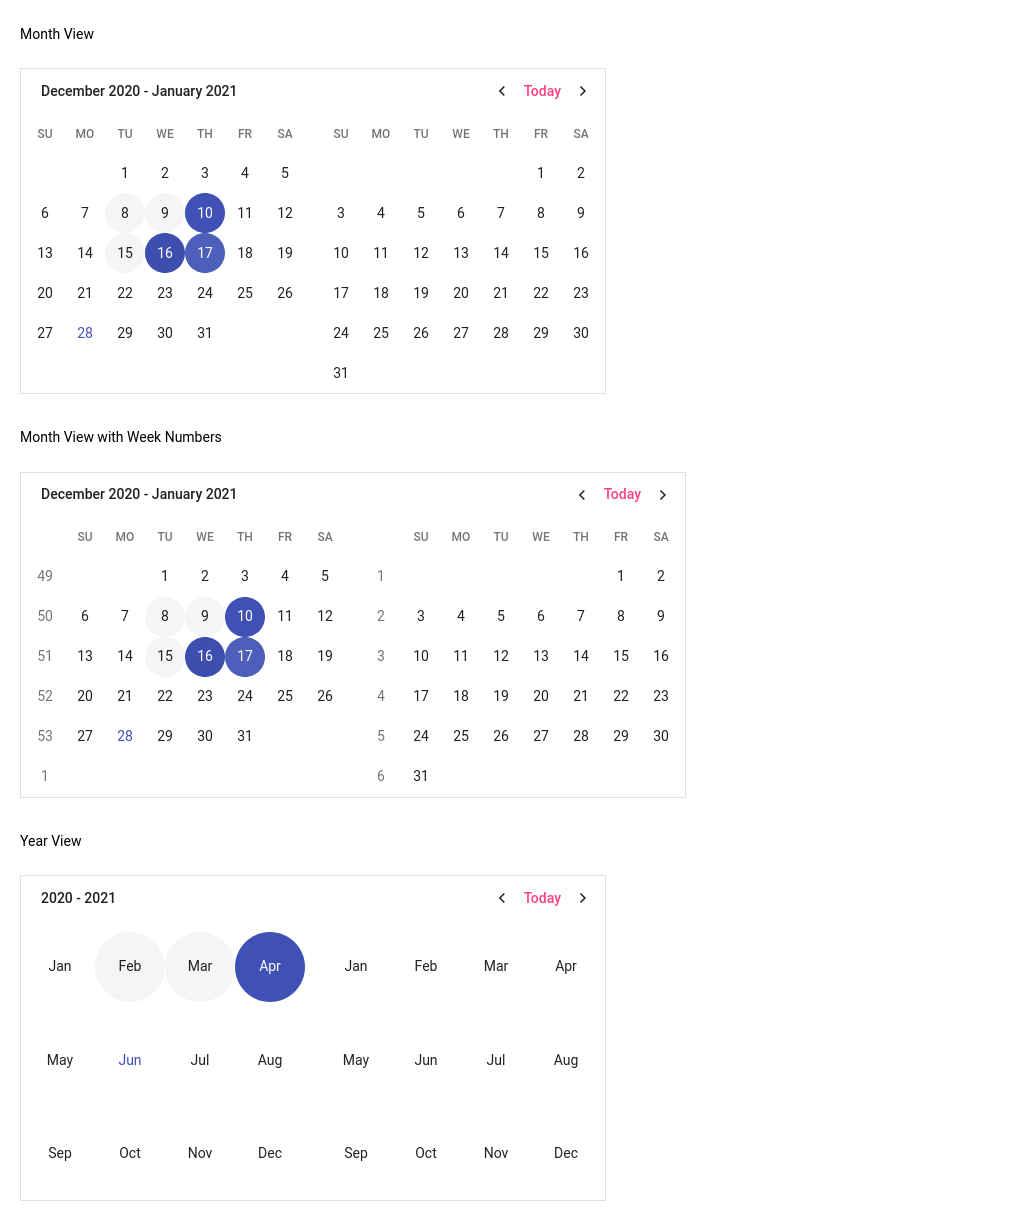 Month View
December 2020 - January 2021 Today
SU MO TU WE TH FR SA SU MO TU WE TH FR SA
1 2 3 4 5 1 2
6 7 8 9 10 11 12 3 4 5 6 7 8 9
13 14 15 16 17 18 19 10 11 12 13 14 15 16
20 21 22 23 24 25 26 17 18 19 20 21 22 23
27 28 29 30 31 24 25 26 27 28 29 30
31
Month View with Week Numbers
December 2020 - January 2021 Today
SU MO TU WE TH FR SA SU MO TU WE TH FR SA
49 1 2 3 4 5 1 1 2
50 6 7 8 9 10 11 12 2 3 4 5 6 7 8 9
51 13 14 15 16 17 18 19 3 10 11 12 13 14 15 16
52 20 21 22 23 24 25 26 4 17 18 19 20 21 22 23
53 27 28 29 30 31 5 24 25 26 27 28 29 30
1 6 31
Year View
2020 - 2021 Today
Jan Feb Mar Apr Jan Feb Mar Apr
May Jun Jul Aug May Jun Jul Aug
Sep Oct Nov Dec Sep Oct Nov Dec